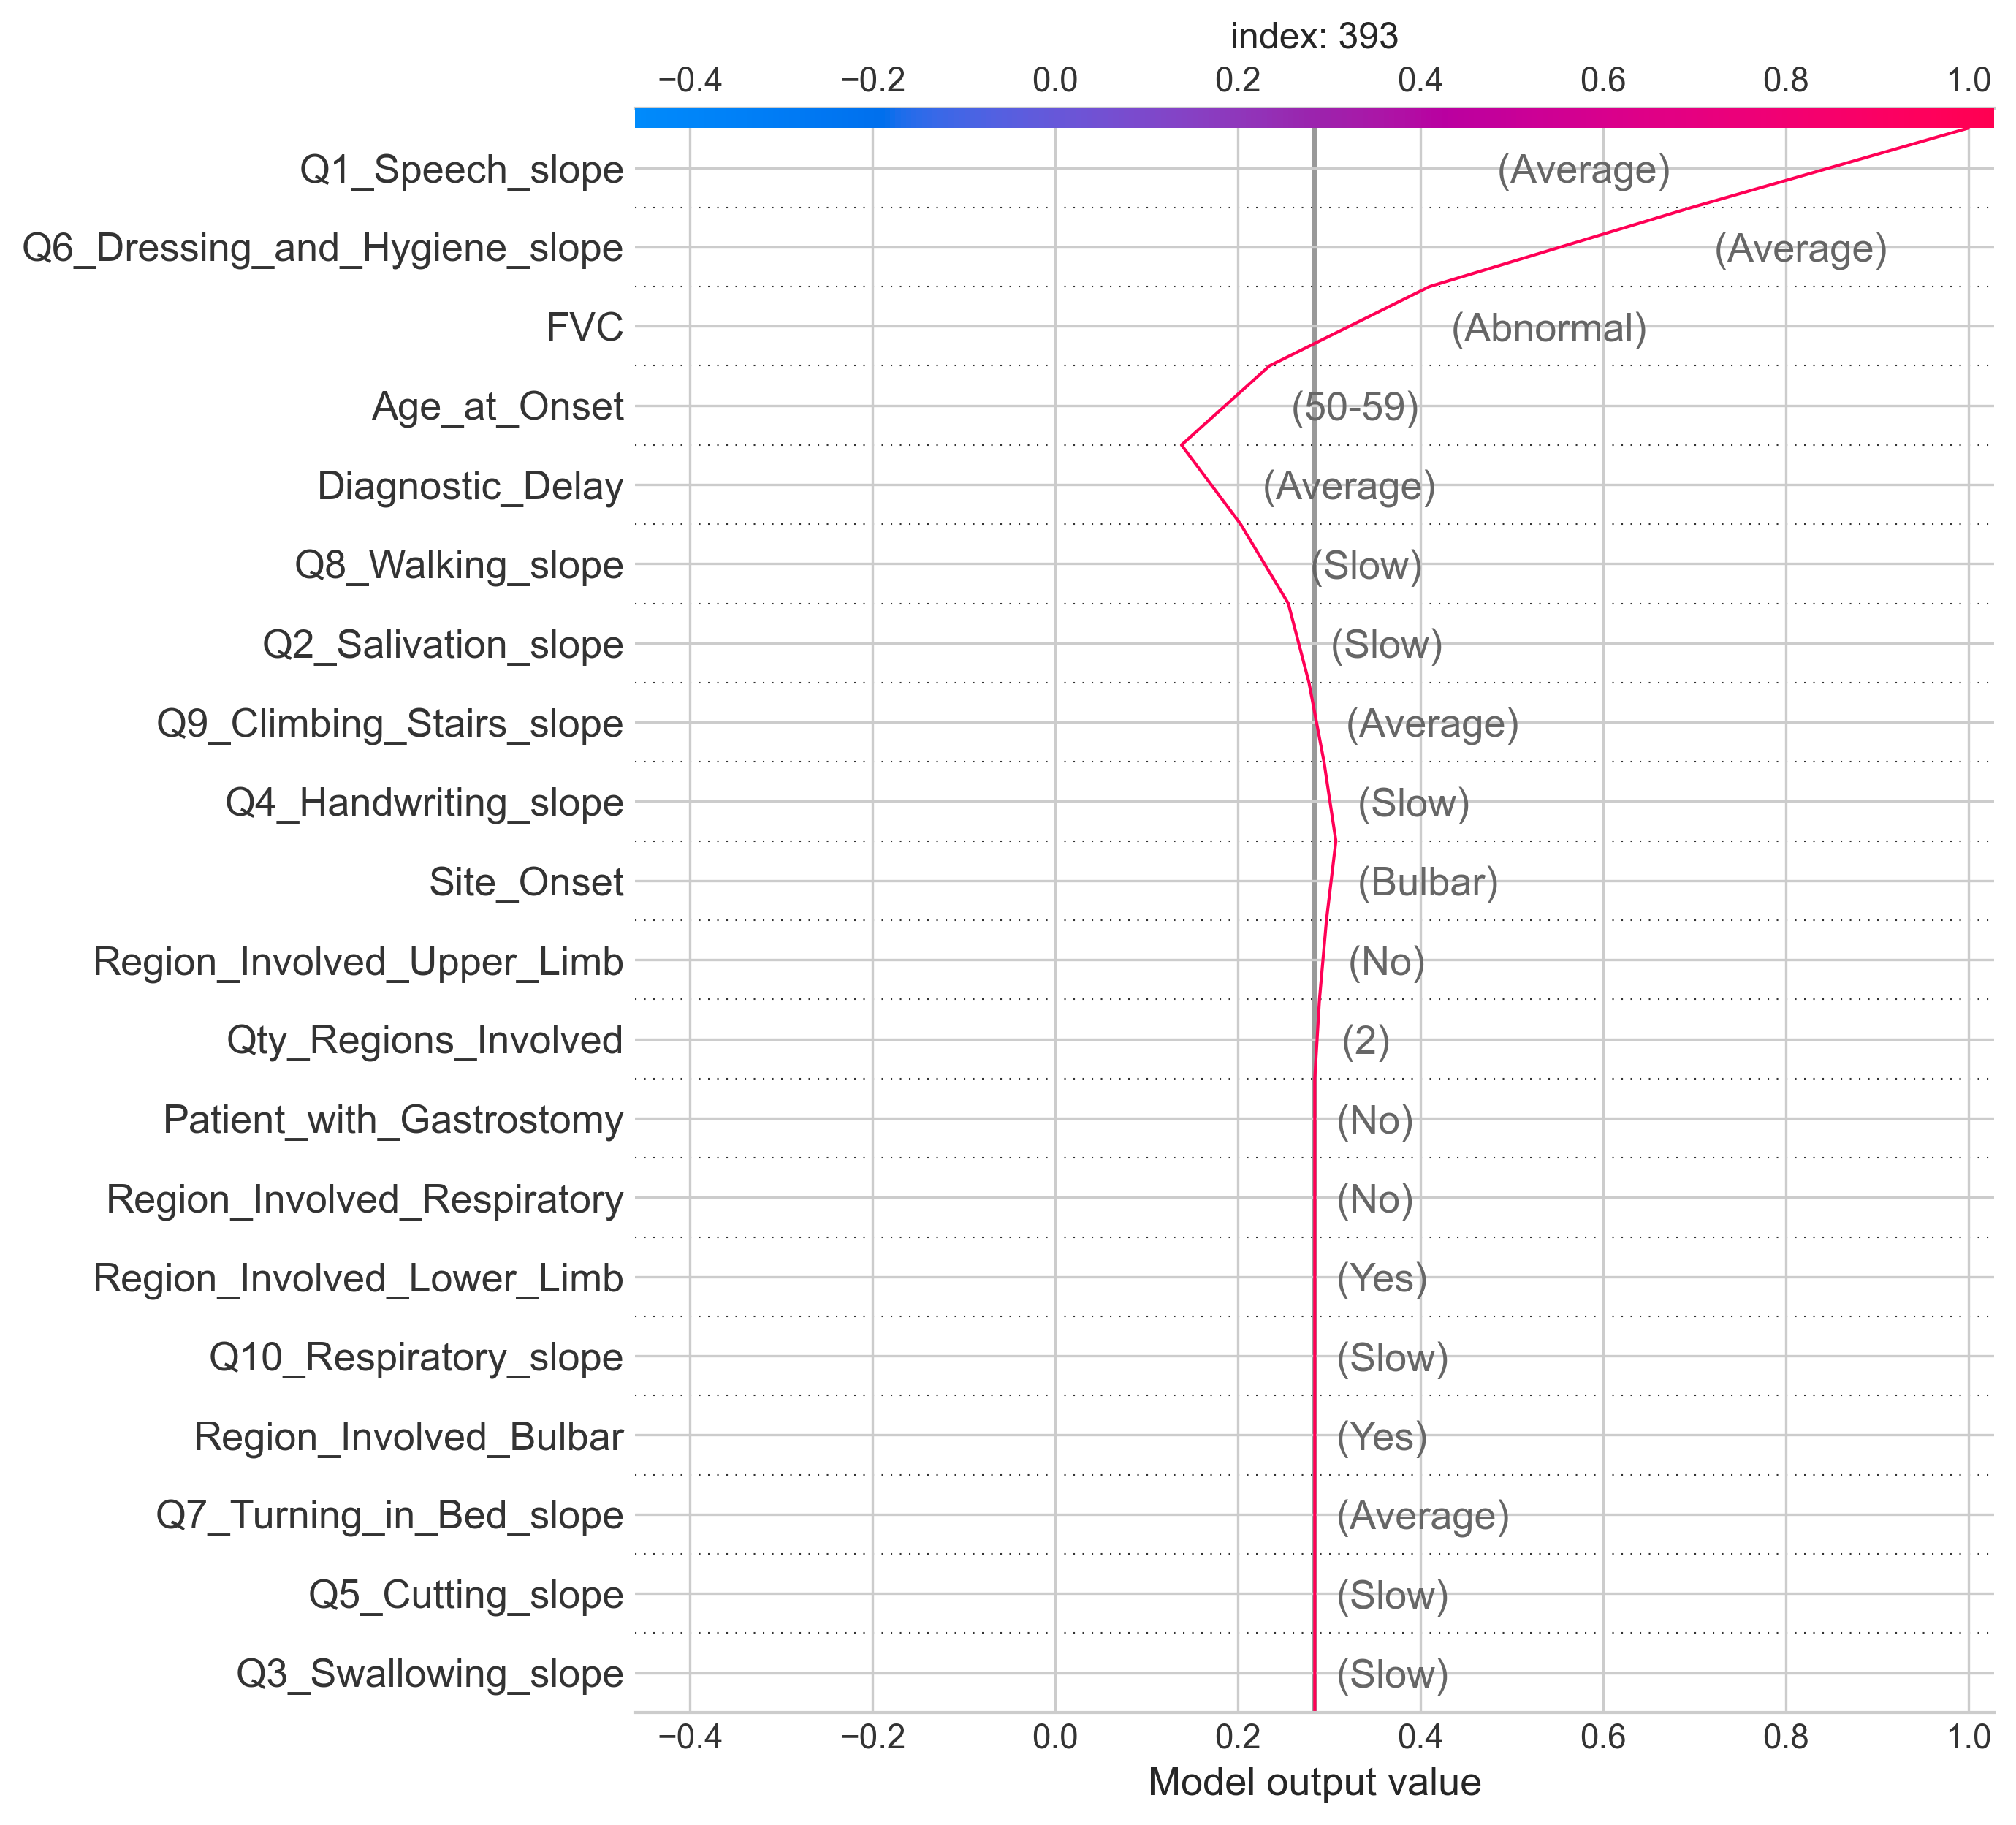 index: 393
−0.4 −0.2 0.0 0.2 0.4 0.6 0.8 1.0
Q1_Speech_slope (Average)
Q6_Dressing_and_Hygiene_slope (Average)
FVC (Abnormal)
Age_at_Onset (50-59)
Diagnostic_Delay (Average)
Q8_Walking_slope (Slow)
Q2_Salivation_slope (Slow)
Q9_Climbing_Stairs_slope (Average)
Q4_Handwriting_slope (Slow)
Site_Onset (Bulbar)
Region_Involved_Upper_Limb (No)
Qty_Regions_Involved (2)
Patient_with_Gastrostomy (No)
Region_Involved_Respiratory (No)
Region_Involved_Lower_Limb (Yes)
Q10_Respiratory_slope (Slow)
Region_Involved_Bulbar (Yes)
Q7_Turning_in_Bed_slope (Average)
Q5_Cutting_slope (Slow)
Q3_Swallowing_slope (Slow)
−0.4 −0.2 0.0 0.2 0.4 0.6 0.8 1.0
Model output value